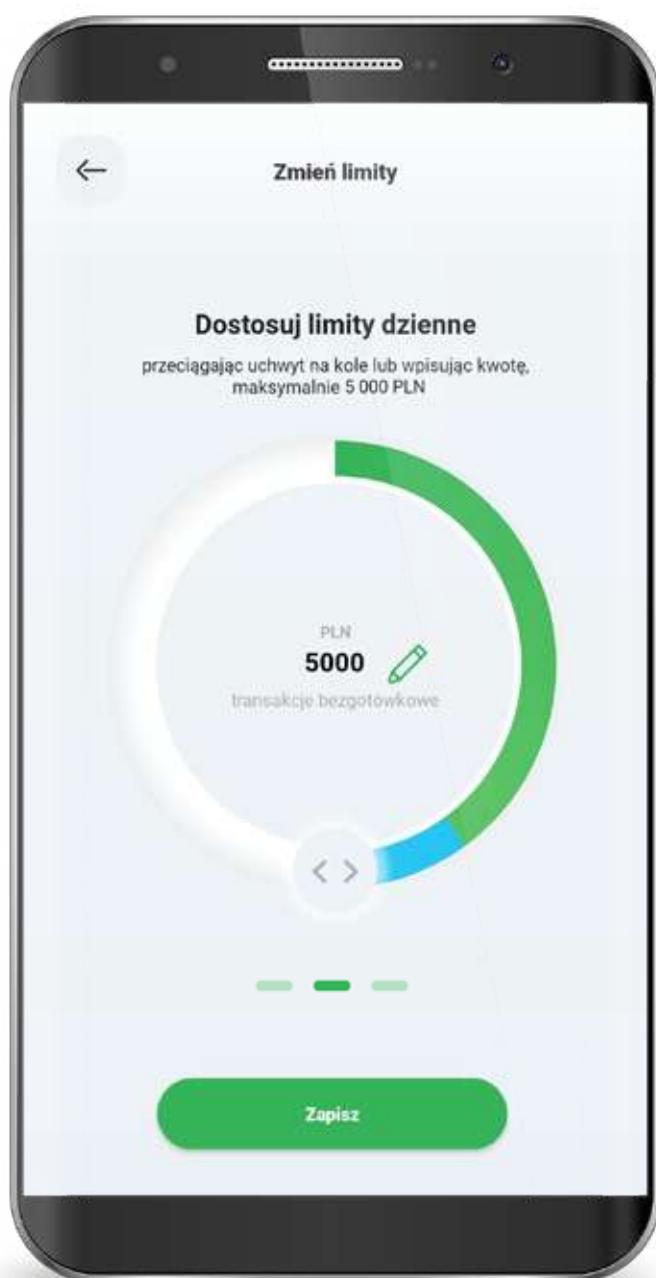 Zmień limity
Dostosuj limity dzienne
przeciągając uchwyt na kole lub wpisując kwotę,
maksymalnie 5 000 PLN
PLN
5000
transakcje bezgotówkowe
Zapisz